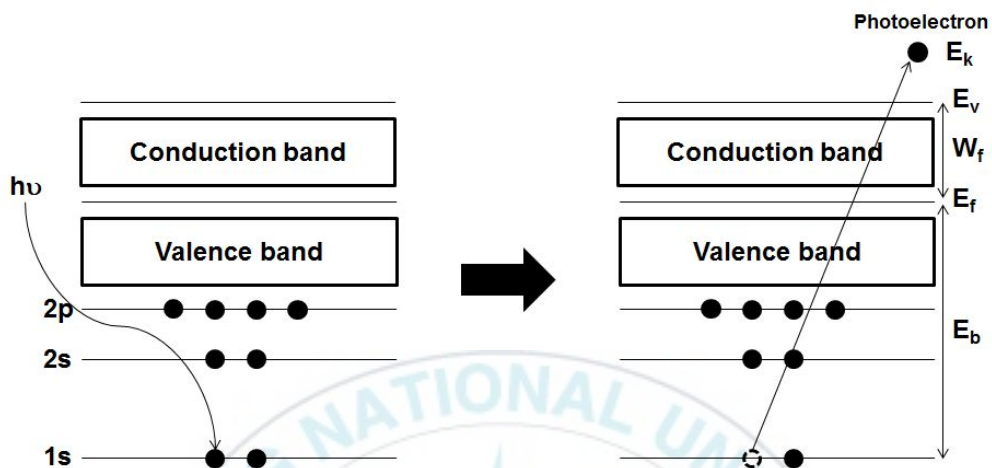 Photoelectron
E_k
E_v
Conduction band
Conduction band
W_f
hυ
E_f
Valence band
Valence band
2p
E_b
2s
NATIONAL UN
1s